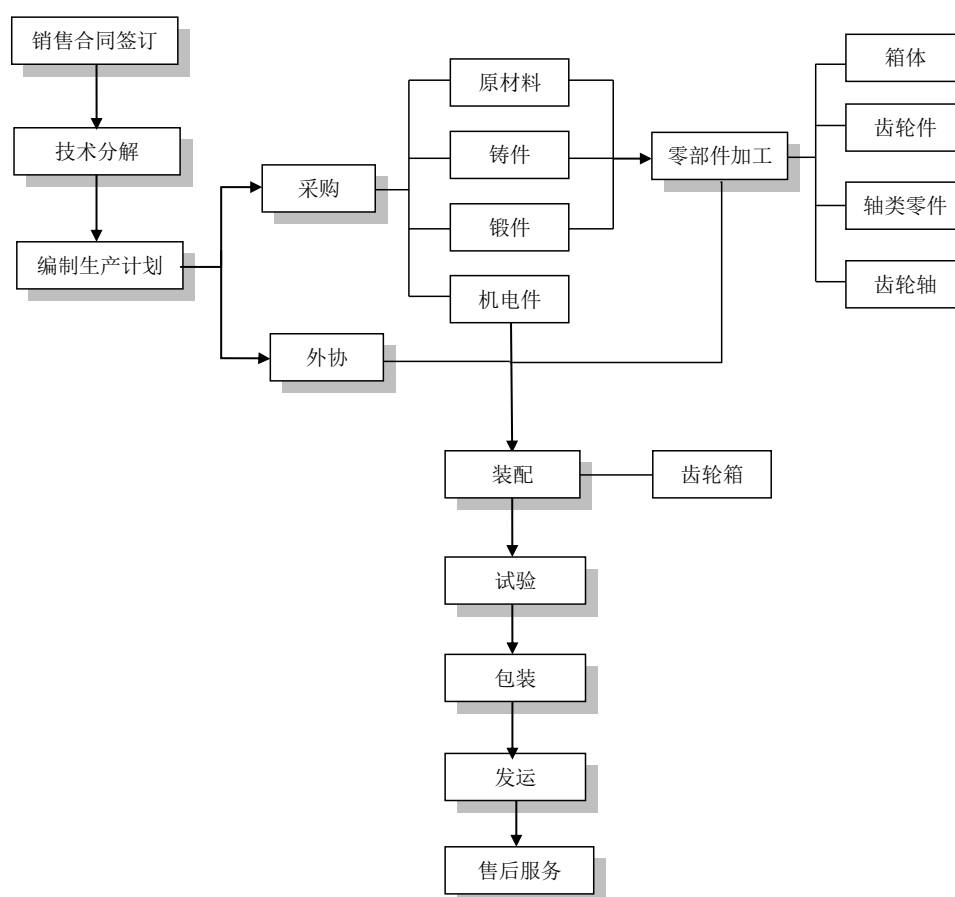 销售合同签订
技术分解
编制生产计划
采购
外协
原材料
铸件
锻件
机电件
零部件加工
箱体
齿轮件
轴类零件
齿轮轴
装配
齿轮箱
试验
包装
发运
售后服务